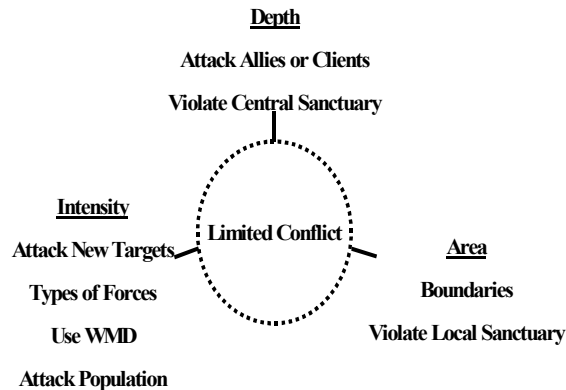 Depth
Attack Allies or Clients
Violate Central Sanctuary
Intensity
Attack New Targets
Types of Forces
Use WMD
Attack Population
Limited Conflict
Area
Boundaries
Violate Local Sanctuary